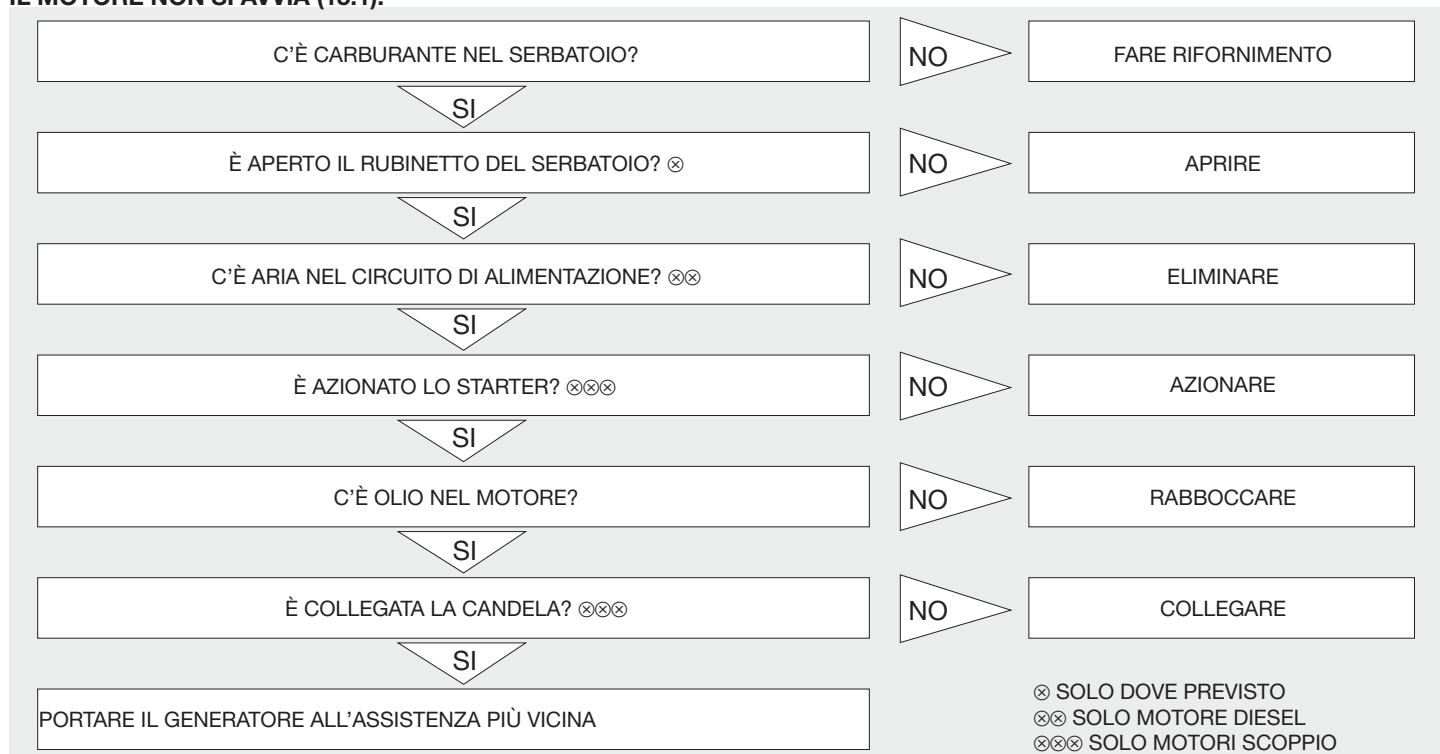 C'È CARBURANTE NEL SERBATOIO?
NO
FARE RIFORNIMENTO
SI
È APERTO IL RUBINETTO DEL SERBATOIO? ⊗
NO
APRIRE
SI
C'È ARIA NEL CIRCUITO DI ALIMENTAZIONE? ⊗⊗
NO
ELIMINARE
SI
È AZIONATO LO STARTER? ⊗⊗⊗
NO
AZIONARE
SI
C'È OLIO NEL MOTORE?
NO
RABBOCCARE
SI
È COLLEGATA LA CANDELA? ⊗⊗⊗
NO
COLLEGARE
SI
PORTARE IL GENERATORE ALL'ASSISTENZA PIÙ VICINA
⊗ SOLO DOVE PREVISTO
⊗⊗ SOLO MOTORE DIESEL
⊗⊗⊗ SOLO MOTORI SCOPPIO